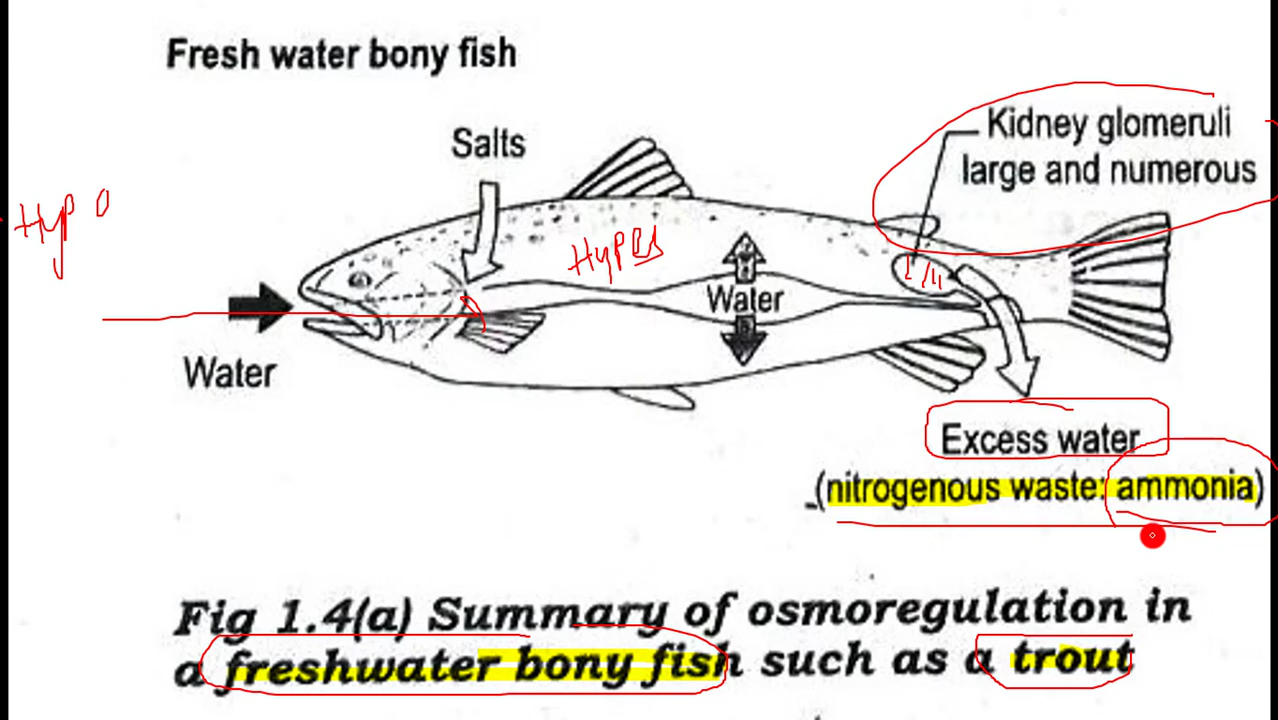 Fresh water bony fish
Salts
Kidney glomeruli
large and numerous
Hypo
Hyper
Water
Water
Excess water
(nitrogenous waste: ammonia)
Fig 1.4(a) Summary of osmoregulation in
a freshwater bony fish such as a trout